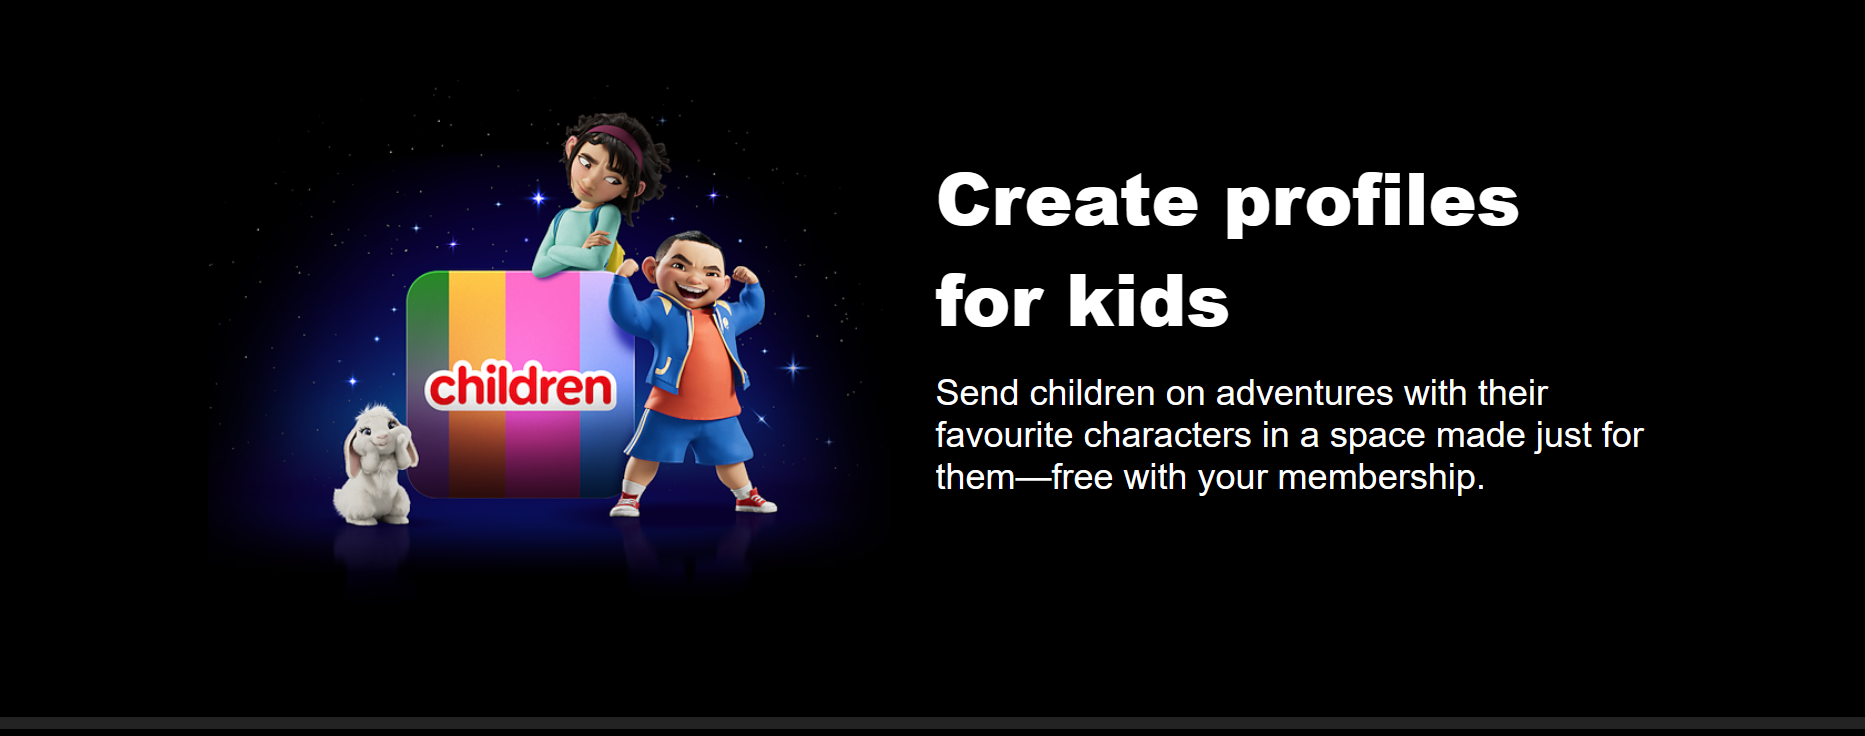 children
Create profiles
for kids
Send children on adventures with their
favourite characters in a space made just for
them—free with your membership.